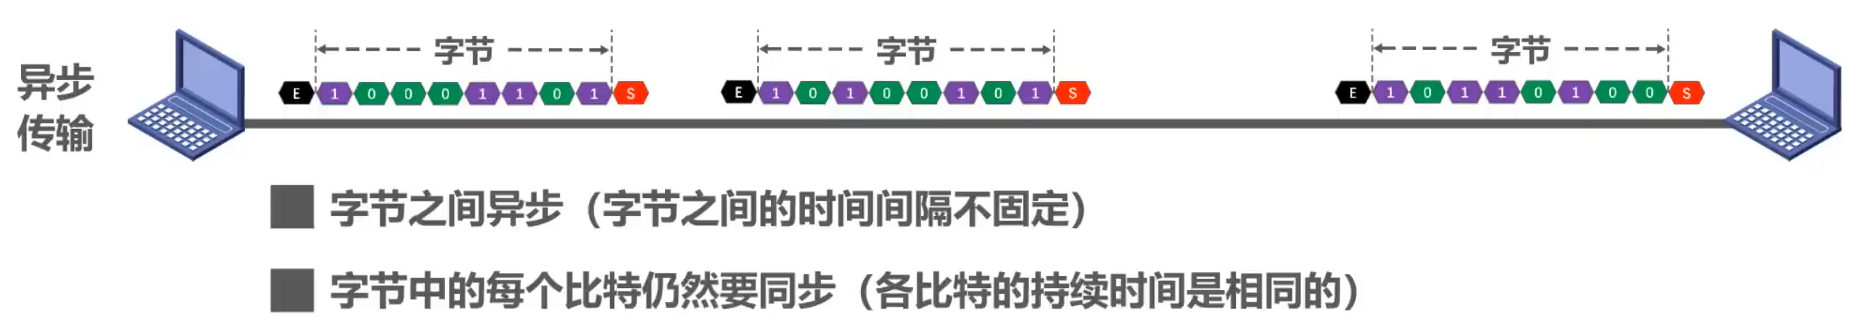 异步
传输
字节 字节 字节
E 1 0 0 0 1 1 0 1 S E 1 0 1 0 0 1 0 1 S E 1 0 1 1 0 1 0 0 S
字节之间异步（字节之间的时间间隔不固定）
字节中的每个比特仍然要同步（各比特的持续时间是相同的）